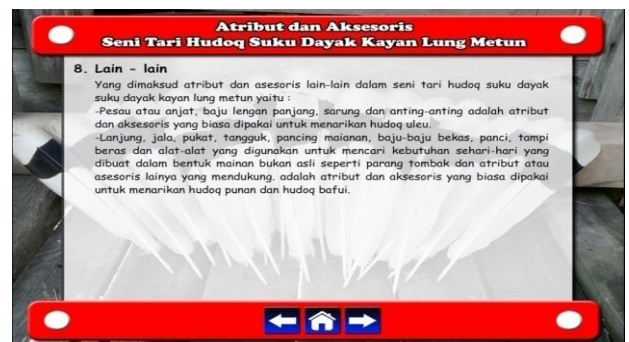 Atribut dan Aksesoris
Seni Tari Hudoq Suku Dayak Kayan Lung Metun
8. Lain - lain
Yang dimaksud atribut dan asesoris lain-lain dalam seni tari hudoq suku dayak
suku dayak kayan lung metun yaitu :
-Pesau atau anjat, baju lengan panjang, sarung dan anting-anting adalah atribut
dan aksesoris yang biasa dipakai untuk menarikan hudoq uleu.
-Lanjung, jala, pukat, tangguk, pancing maianan, baju-baju bekas, panci, tampi
beras dan alat-alat yang digunakan untuk mencari kebutuhan sehari-hari yang
dibuat dalam bentuk mainan bukan asli seperti parang tombak dan atribut atau
asesoris lainya yang mendukung. adalah atribut dan aksesoris yang biasa dipakai
untuk menarikan hudoq punan dan hudoq bafui.